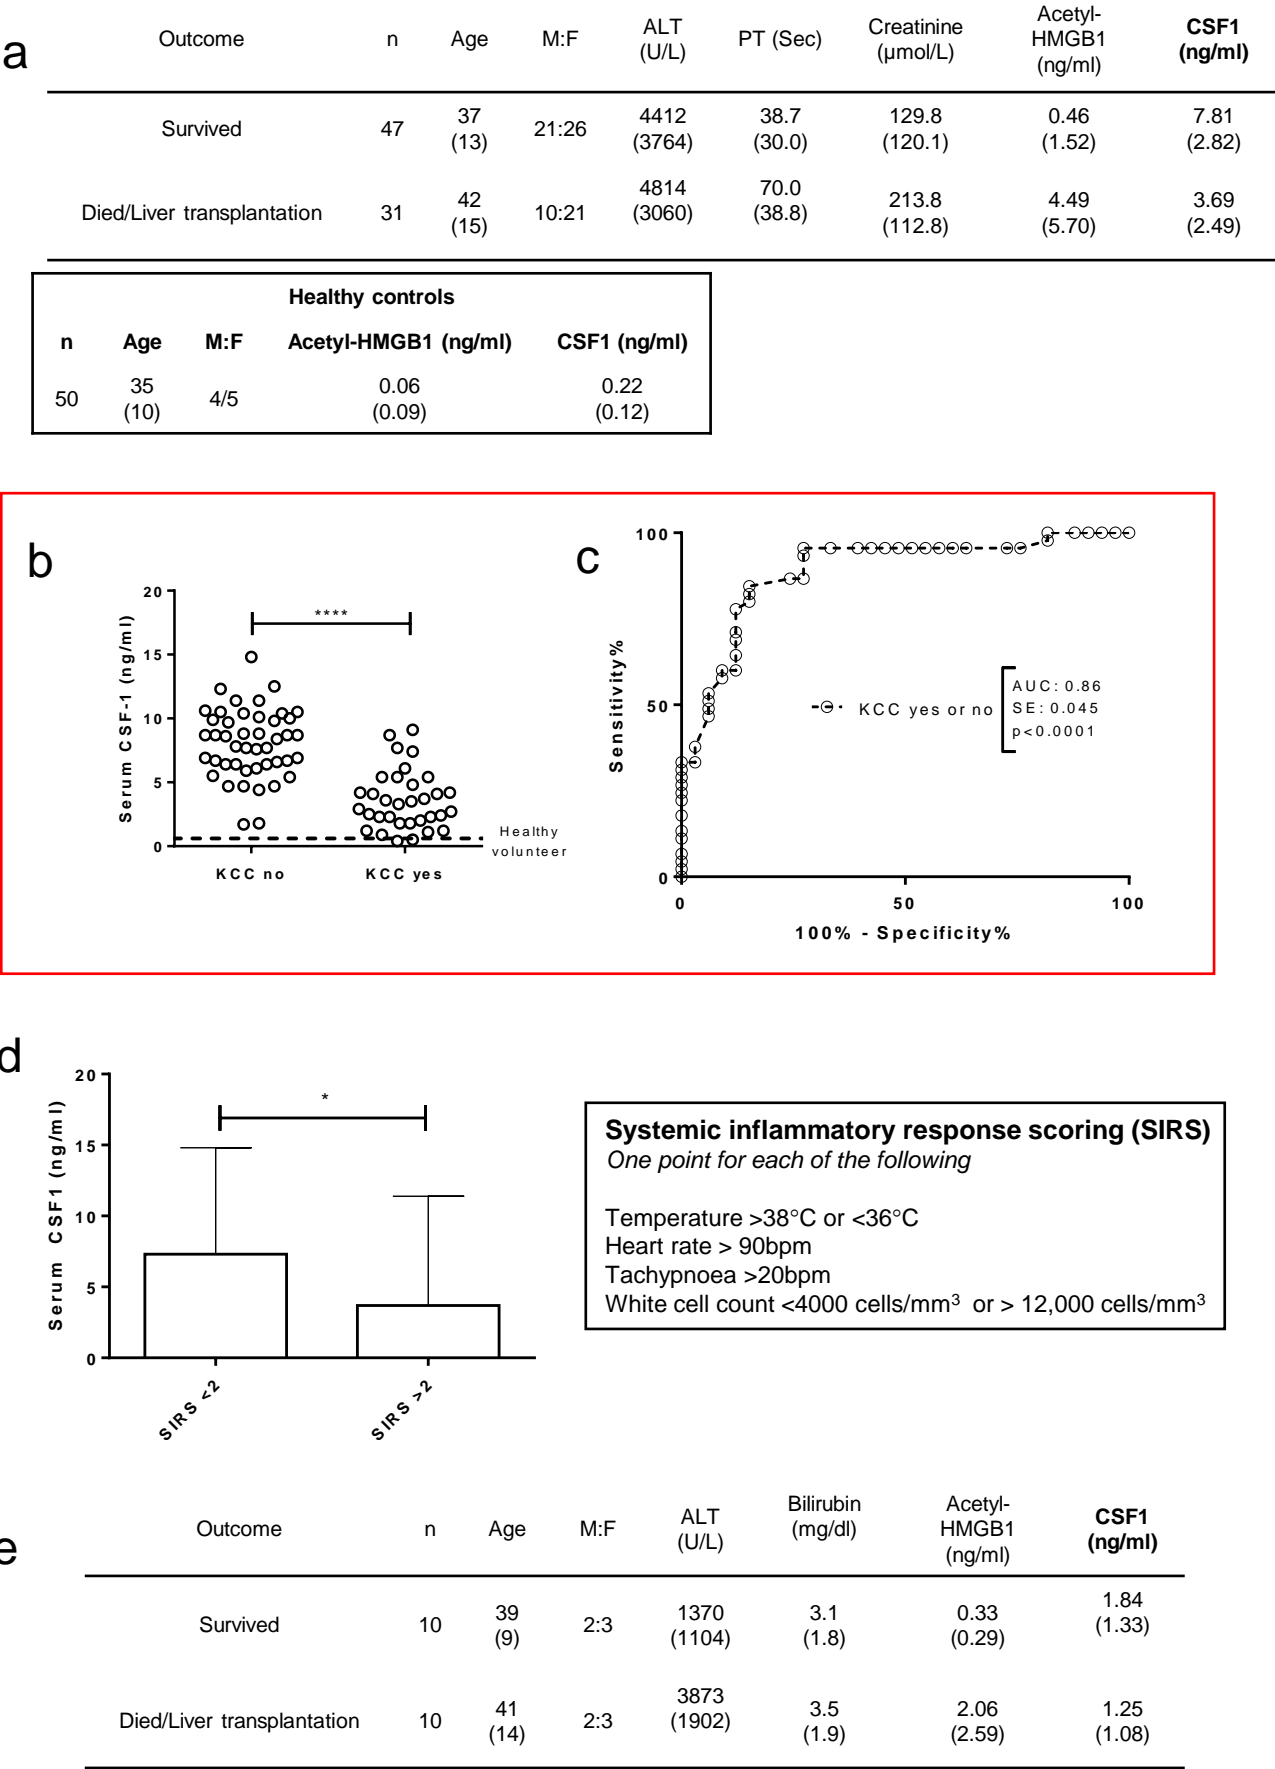 a
Outcome n Age M:F ALT (U/L) PT (Sec) Creatinine (µmol/L) Acetyl-HMGB1 (ng/ml) CSF1 (ng/ml)
Survived 47 37 (13) 21:26 4412 (3764) 38.7 (30.0) 129.8 (120.1) 0.46 (1.52) 7.81 (2.82)
Died/Liver transplantation 31 42 (15) 10:21 4814 (3060) 70.0 (38.8) 213.8 (112.8) 4.49 (5.70) 3.69 (2.49)
Healthy controls
n Age M:F Acetyl-HMGB1 (ng/ml) CSF1 (ng/ml)
50 35 (10) 4/5 0.06 (0.09) 0.22 (0.12)
b
Serum CSF-1 (ng/ml)
20
15
10
5
0
****
Healthy
volunteer
KCC no KCC yes
c
Sensitivity%
100
50
0
KCC yes or no
AUC: 0.86
SE: 0.045
p<0.0001
0 50 100
100% - Specificity%
d
Serum CSF1 (ng/ml)
20
15
10
5
0
*
SIRS <2
SIRS >2
Systemic inflammatory response scoring (SIRS)
One point for each of the following
Temperature >38°C or <36°C
Heart rate > 90bpm
Tachypnoea >20bpm
White cell count <4000 cells/mm³ or > 12,000 cells/mm³
e
Outcome n Age M:F ALT (U/L) Bilirubin (mg/dl) Acetyl-HMGB1 (ng/ml) CSF1 (ng/ml)
Survived 10 39 (9) 2:3 1370 (1104) 3.1 (1.8) 0.33 (0.29) 1.84 (1.33)
Died/Liver transplantation 10 41 (14) 2:3 3873 (1902) 3.5 (1.9) 2.06 (2.59) 1.25 (1.08)